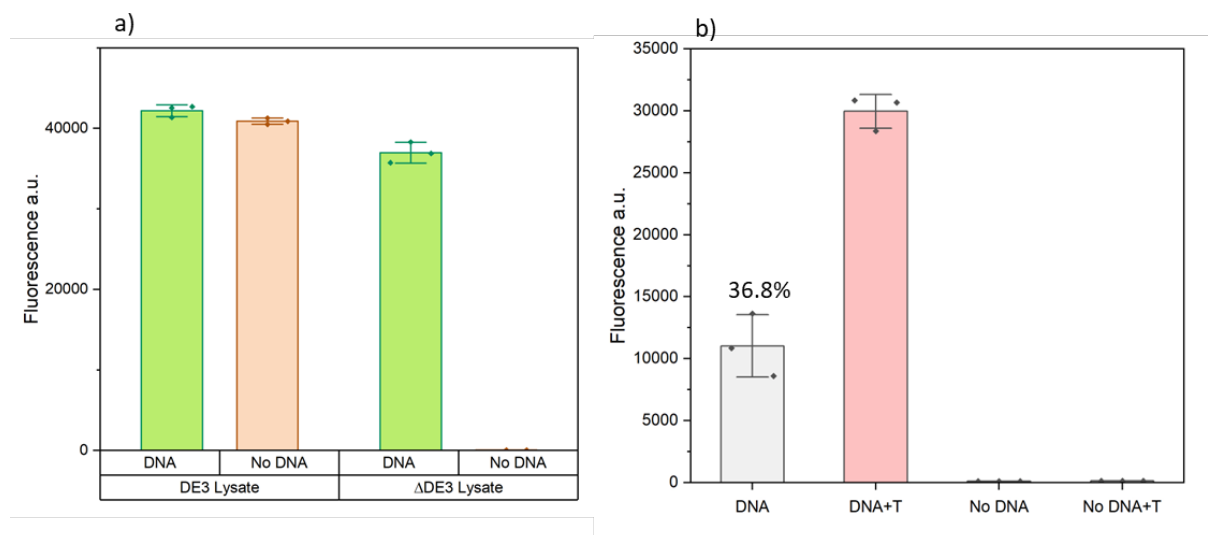 a)
Fluorescence a.u.
40000
20000
0
DNA No DNA DNA No DNA
DE3 Lysate ΔDE3 Lysate
b)
Fluorescence a.u.
35000
30000
25000
20000
15000
10000
5000
0
36.8%
DNA DNA+T No DNA No DNA+T